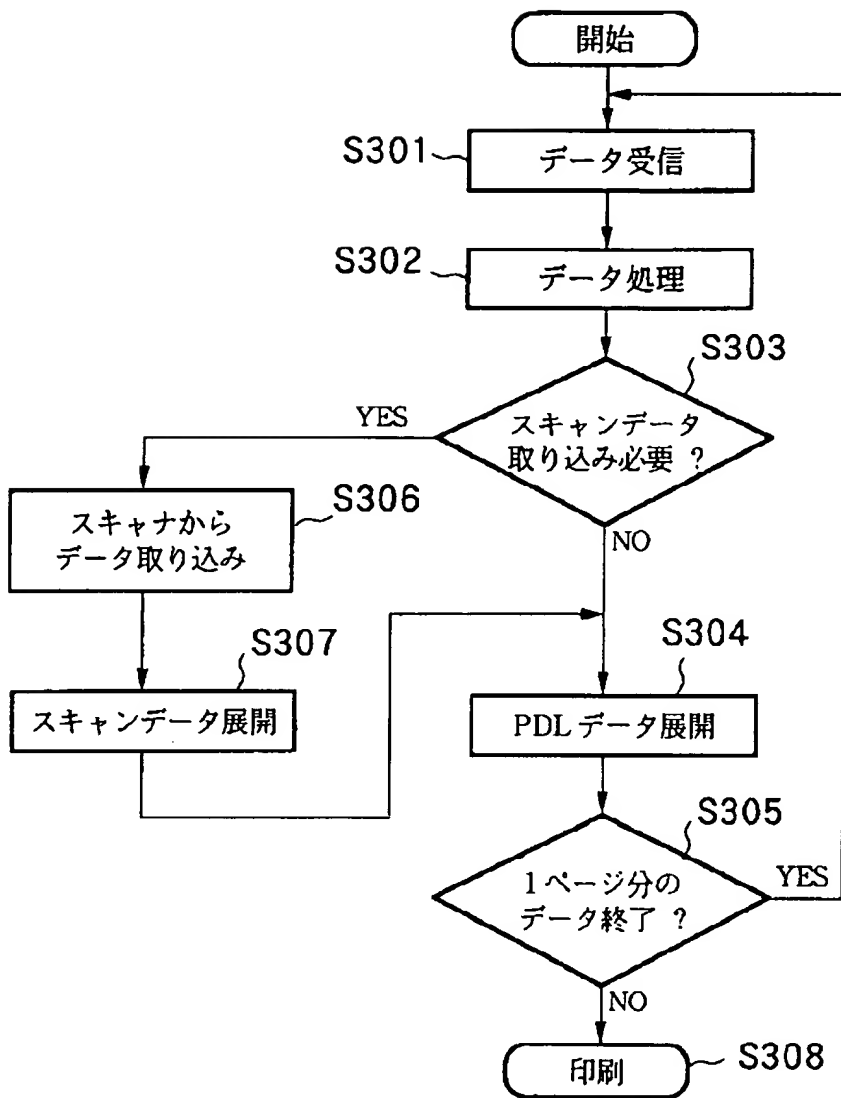 開始
S301
データ受信
S302
データ処理
S303
YES
スキャンデータ
取り込み必要 ?
S306
スキャナから
データ取り込み
NO
S307
S304
スキャンデータ展開
PDLデータ展開
S305
1ページ分の
データ終了 ?
YES
NO
印刷
S308